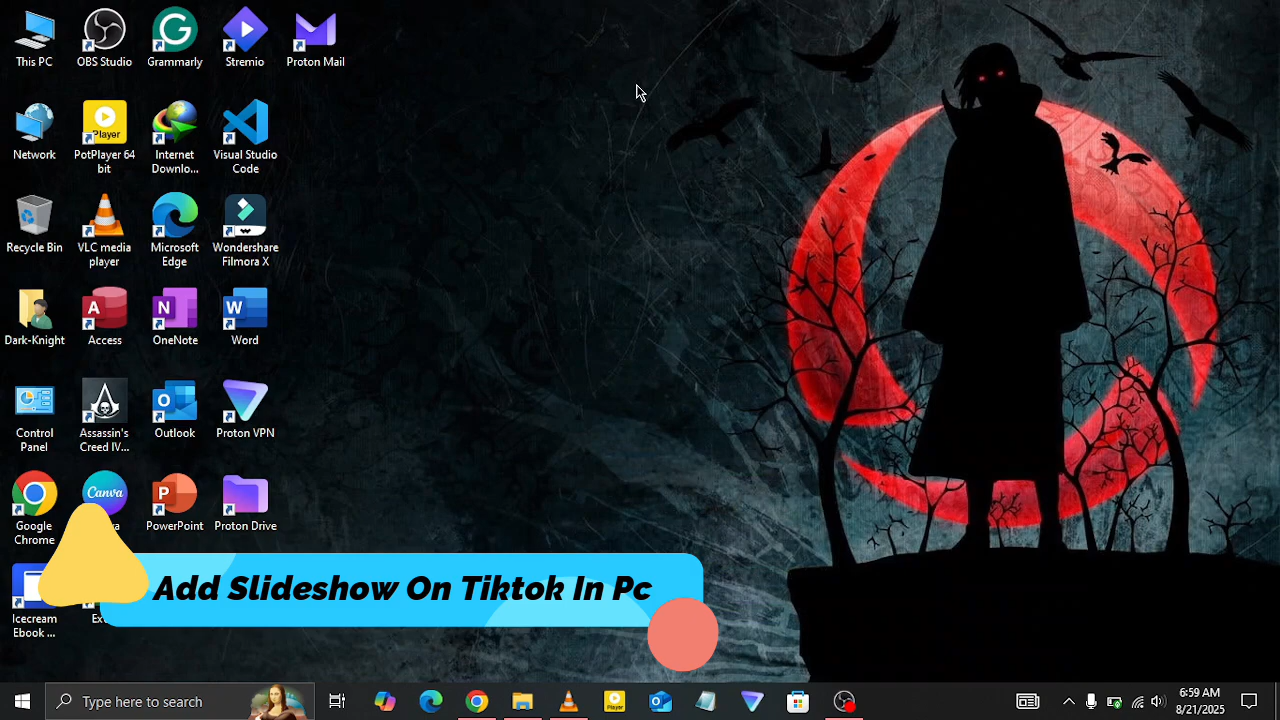 This PC
OBS Studio
Grammarly
Stremio
Proton Mail
Network
Player
PotPlayer 64
bit
Internet
Downlo...
Visual Studio
Code
Recycle Bin
VLC media
player
Microsoft
Edge
Wondershare
Filmora X
Dark-Knight
A
Access
N
OneNote
W
Word
Control
Panel
Assassin's
Creed IV...
O
Outlook
Proton VPN
Google
Chrome
Canva
P
PowerPoint
Proton Drive
Add Slideshow On Tiktok In Pc
Icecream
Ebook ...
Type here to search
Player
6:59 AM
8/21/2025